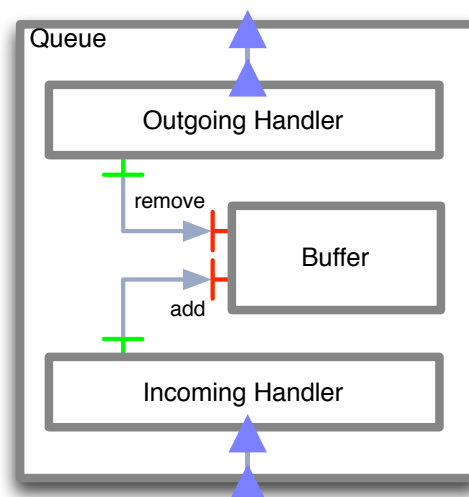 Queue
Outgoing Handler
remove
Buffer
add
Incoming Handler